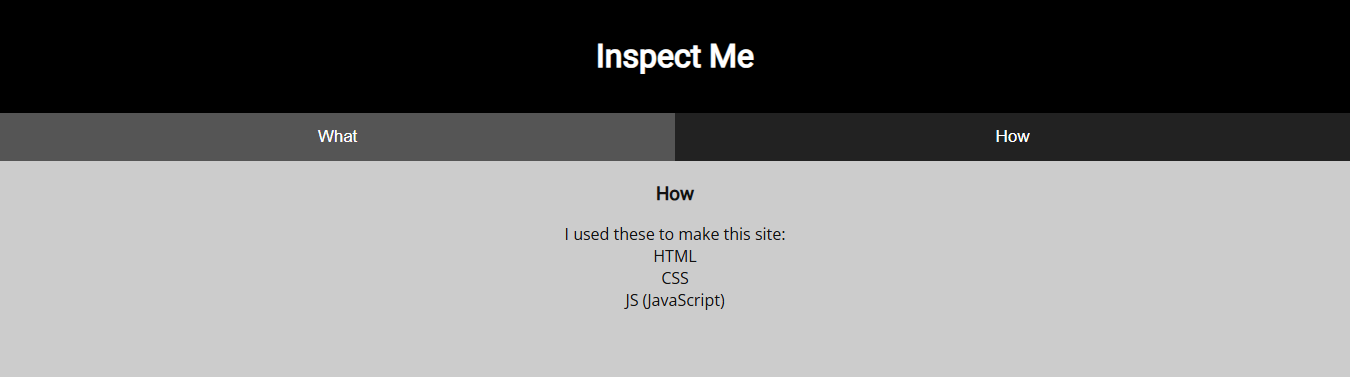 Inspect Me
What
How
How
I used these to make this site:
HTML
CSS
JS (JavaScript)